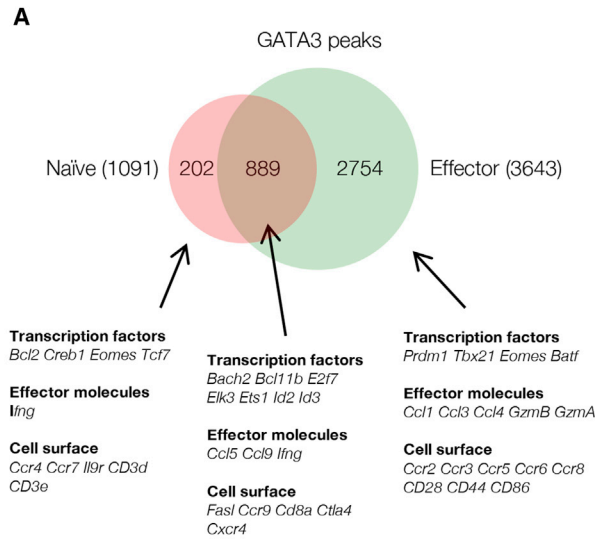 A
GATA3 peaks
Naïve (1091)
202
889
2754
Effector (3643)
Transcription factors
Bcl2 Creb1 Eomes Tcf7
Effector molecules
Ifng
Cell surface
Ccr4 Ccr7 Il9r CD3d
CD3e
Transcription factors
Bach2 Bcl11b E2f7
Elk3 Ets1 Id2 Id3
Effector molecules
Ccl5 Ccl9 Ifng
Cell surface
Fasl Ccr9 Cd8a Ctla4
Cxcr4
Transcription factors
Prdm1 Tbx21 Eomes Batf
Effector molecules
Ccl1 Ccl3 Ccl4 GzmB GzmA
Cell surface
Ccr2 Ccr3 Ccr5 Ccr6 Ccr8
CD28 CD44 CD86